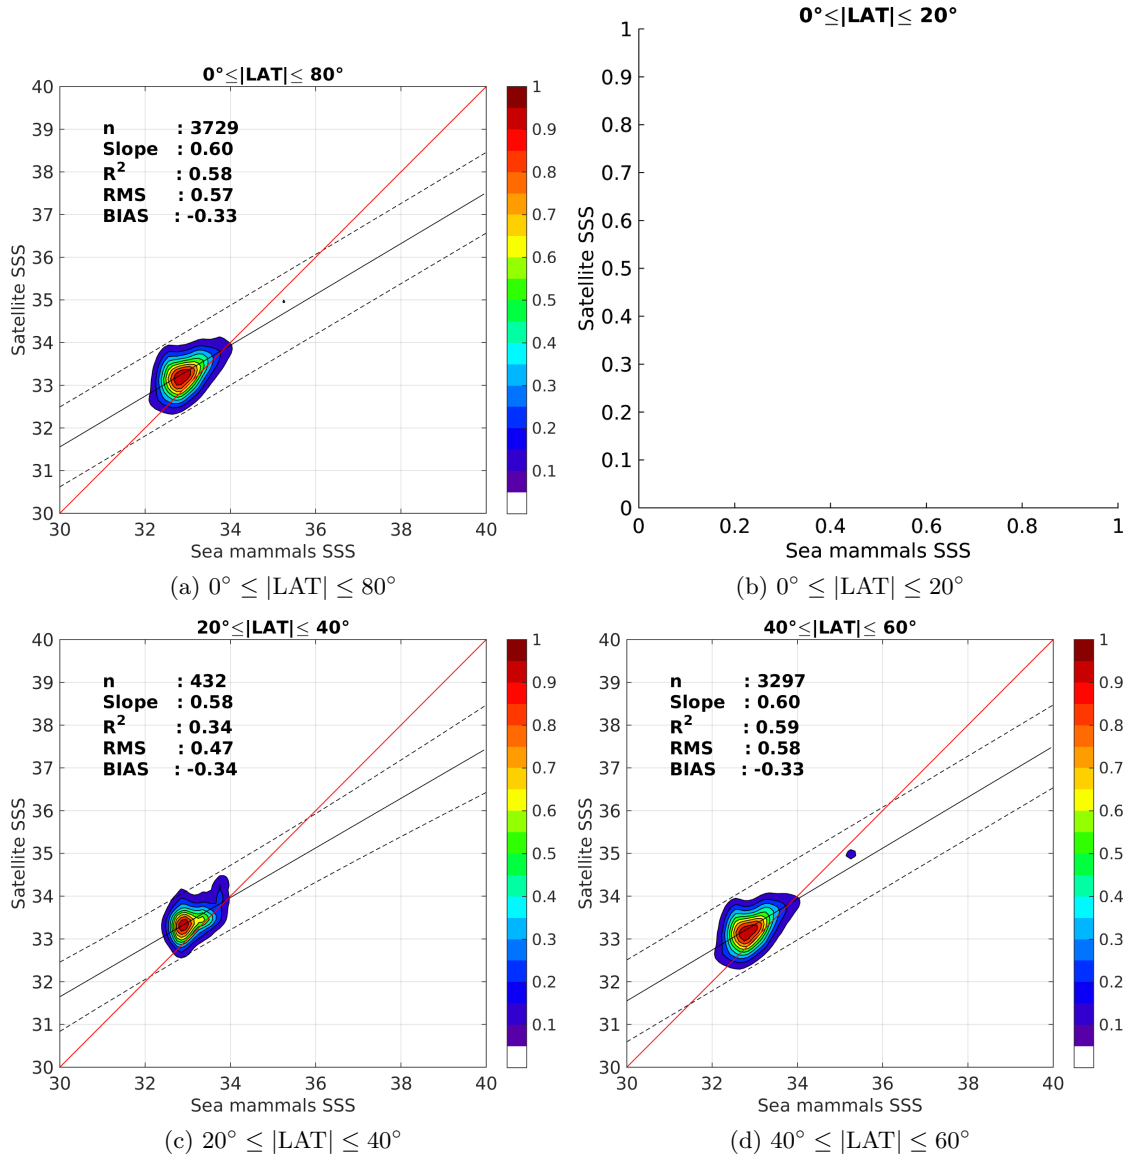 0°≤|LAT|≤ 80°
n : 3729
Slope : 0.60
R² : 0.58
RMS : 0.57
BIAS : -0.33
Satellite SSS
40
39
38
37
36
35
34
33
32
31
30
30 32 34 36 38 40
Sea mammals SSS
1
0.9
0.8
0.7
0.6
0.5
0.4
0.3
0.2
0.1
(a) 0° ≤ |LAT| ≤ 80°
0°≤|LAT|≤ 20°
Satellite SSS
1
0.9
0.8
0.7
0.6
0.5
0.4
0.3
0.2
0.1
0
0 0.2 0.4 0.6 0.8 1
Sea mammals SSS
(b) 0° ≤ |LAT| ≤ 20°
20°≤|LAT|≤ 40°
n : 432
Slope : 0.58
R² : 0.34
RMS : 0.47
BIAS : -0.34
Satellite SSS
40
39
38
37
36
35
34
33
32
31
30
30 32 34 36 38 40
Sea mammals SSS
1
0.9
0.8
0.7
0.6
0.5
0.4
0.3
0.2
0.1
(c) 20° ≤ |LAT| ≤ 40°
40°≤|LAT|≤ 60°
n : 3297
Slope : 0.60
R² : 0.59
RMS : 0.58
BIAS : -0.33
Satellite SSS
40
39
38
37
36
35
34
33
32
31
30
30 32 34 36 38 40
Sea mammals SSS
1
0.9
0.8
0.7
0.6
0.5
0.4
0.3
0.2
0.1
(d) 40° ≤ |LAT| ≤ 60°